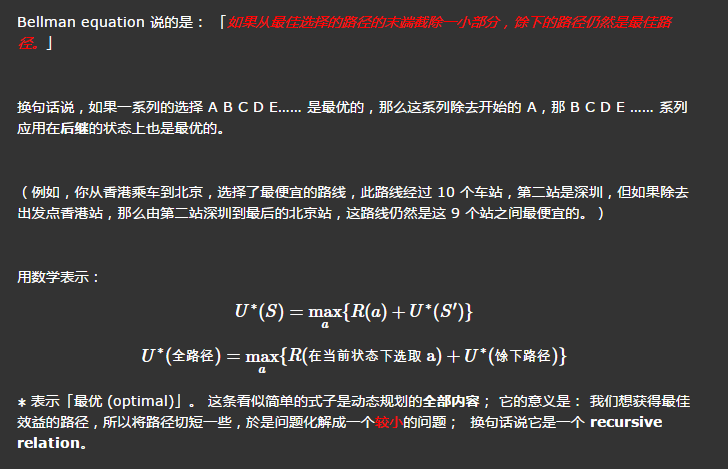 Bellman equation 说的是： 「如果从最佳选择的路径的末端截除一小部分，馀下的路径仍然是最佳路
径。」
换句话说，如果一系列的选择 A B C D E…… 是最优的，那么这系列除去开始的 A，那 B C D E …… 系列
应用在后继的状态上也是最优的。
（例如，你从香港乘车到北京，选择了最便宜的路线，此路线经过 10 个车站，第二站是深圳，但如果除去
出发点香港站，那么由第二站深圳到最后的北京站，这路线仍然是这 9 个站之间最便宜的。）
用数学表示：
U*(S) = max_a{R(a) + U*(S′)}
U*(全路径) = max_a{R(在当前状态下选取 a) + U*(馀下路径)}
* 表示「最优 (optimal)」。 这条看似简单的式子是动态规划的全部内容； 它的意义是： 我们想获得最佳
效益的路径，所以将路径切短一些，於是问题化解成一个较小的问题； 换句话说它是一个 recursive
relation。